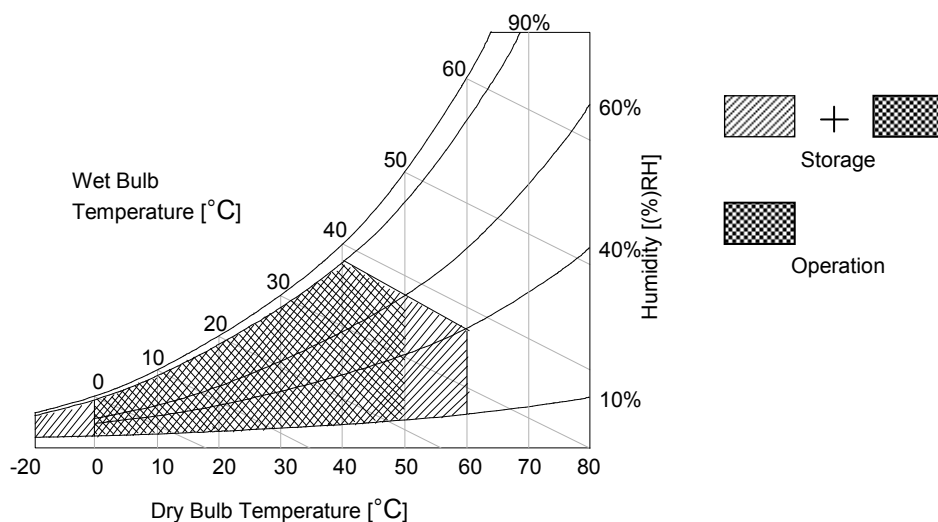 90%
60
60%
50
Wet Bulb
Temperature [°C]
40
30
20
10
0
Humidity [(%)RH]
40%
10%
-20 0 10 20 30 40 50 60 70 80
Dry Bulb Temperature [°C]
+
Storage
Operation